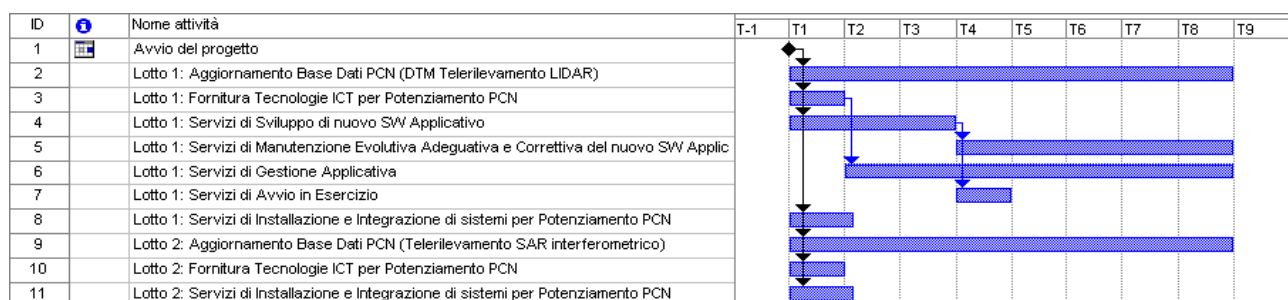 ID Nome attività T-1 T1 T2 T3 T4 T5 T6 T7 T8 T9
1 Avvio del progetto
2 Lotto 1: Aggiornamento Base Dati PCN (DTM Telerilevamento LIDAR)
3 Lotto 1: Fornitura Tecnologie ICT per Potenziamento PCN
4 Lotto 1: Servizi di Sviluppo di nuovo SW Applicativo
5 Lotto 1: Servizi di Manutenzione Evolutiva Adeguativa e Correttiva del nuovo SW Applic
6 Lotto 1: Servizi di Gestione Applicativa
7 Lotto 1: Servizi di Avvio in Esercizio
8 Lotto 1: Servizi di Installazione e Integrazione di sistemi per Potenziamento PCN
9 Lotto 2: Aggiornamento Base Dati PCN (Telerilevamento SAR interferometrico)
10 Lotto 2: Fornitura Tecnologie ICT per Potenziamento PCN
11 Lotto 2: Servizi di Installazione e Integrazione di sistemi per Potenziamento PCN